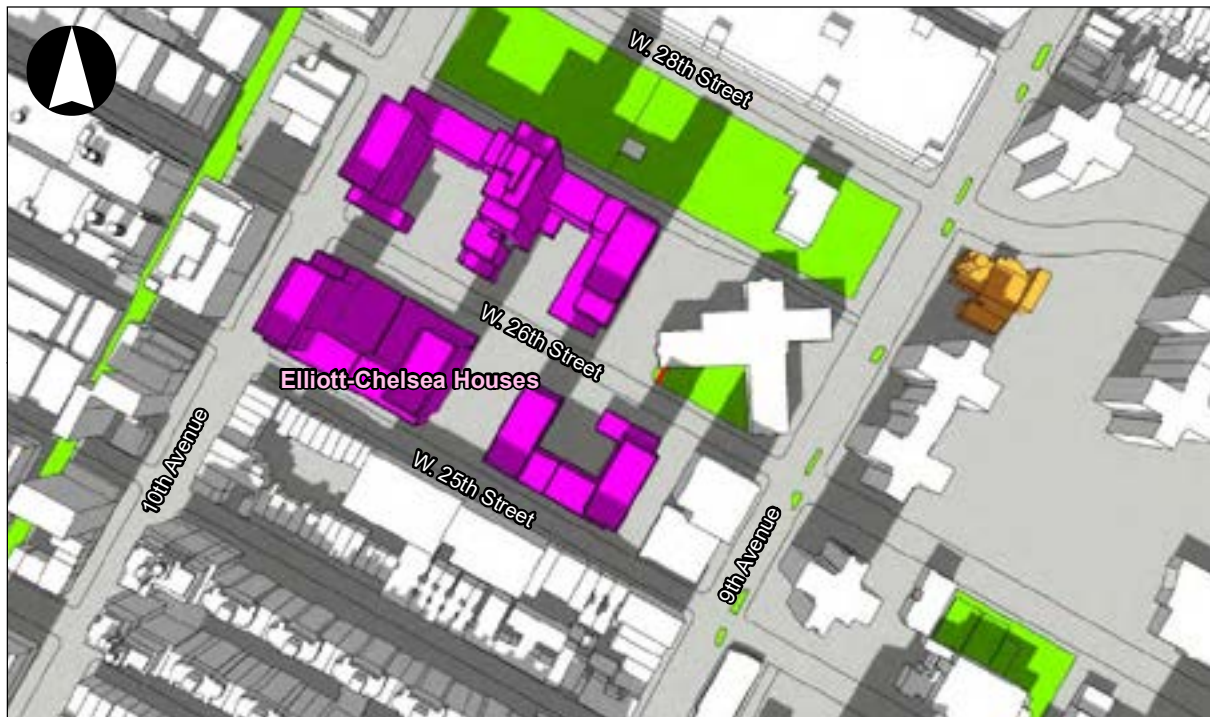 W. 28th Street
W. 26th Street
Elliott-Chelsea Houses
10th Avenue
W. 25th Street
9th Avenue